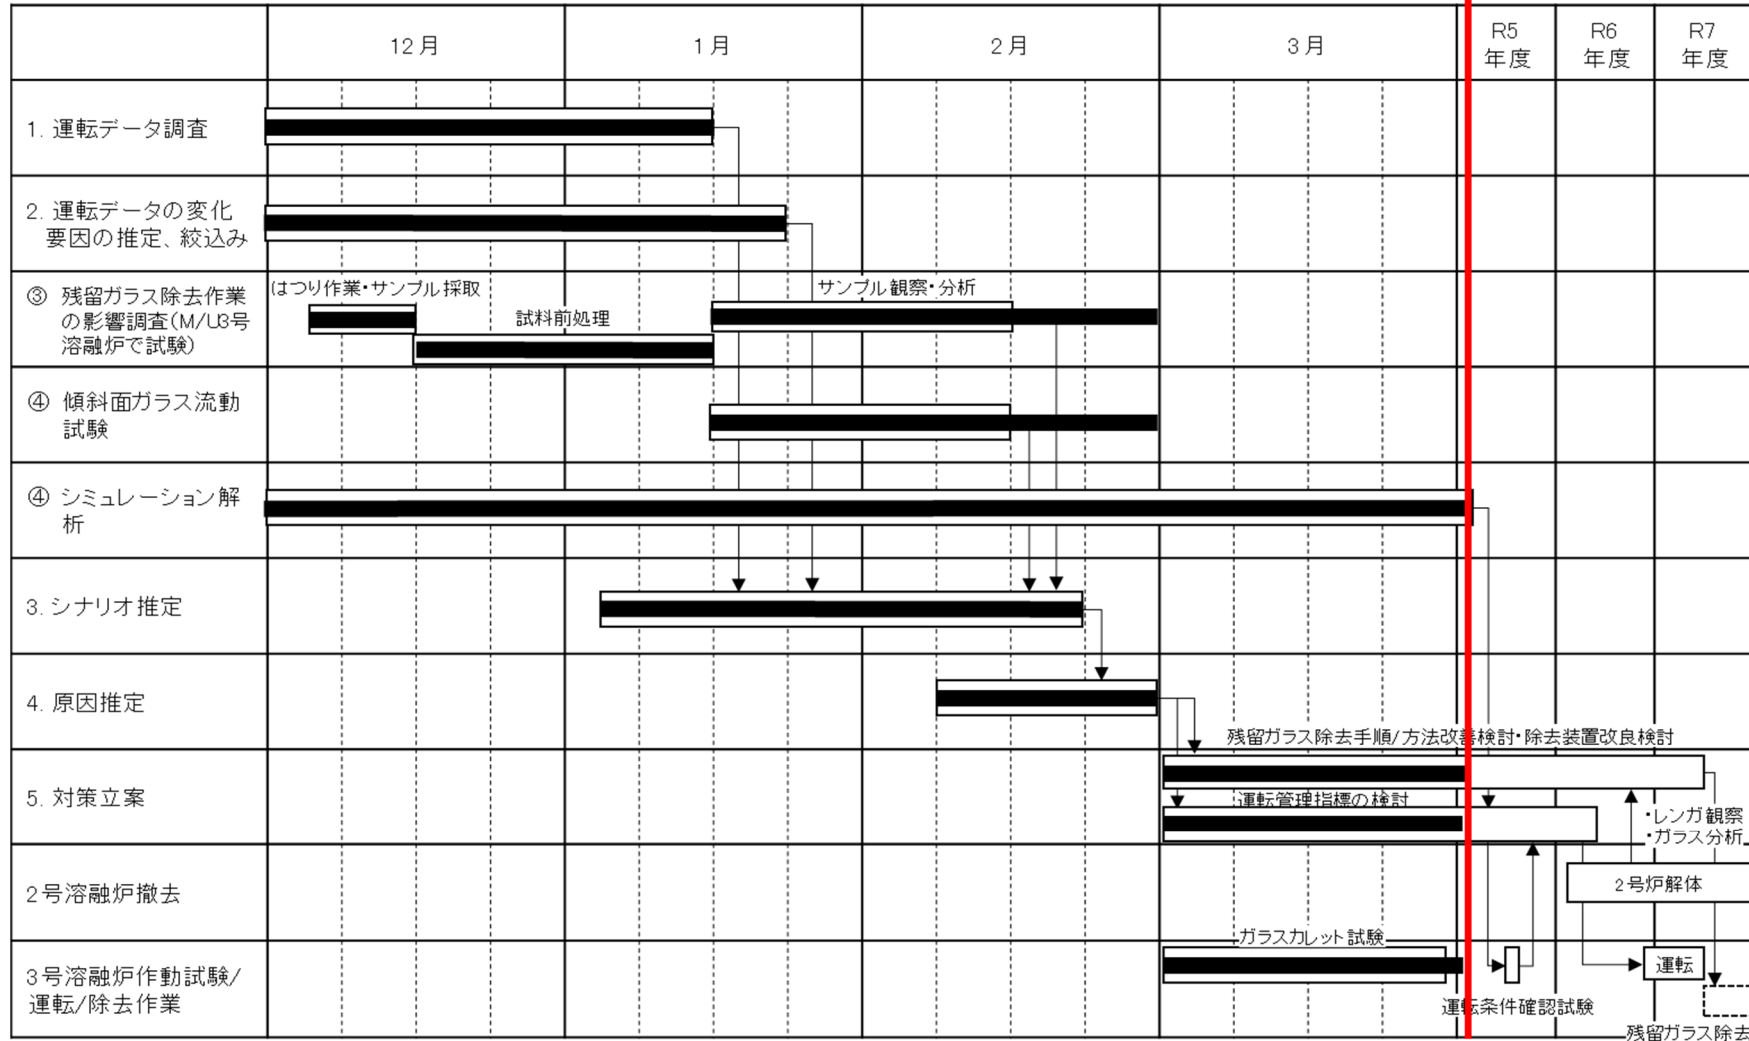 12月
1月
2月
3月
R5
年度
R6
年度
R7
年度
1. 運転データ調査
2. 運転データの変化
要因の推定、絞込み
③ 残留ガラス除去作業
の影響調査(M/U3号
溶融炉で試験)
はつり作業・サンプル採取
試料前処理
サンプル観察・分析
④ 傾斜面ガラス流動
試験
④ シミュレーション解
析
3. シナリオ推定
4. 原因推定
残留ガラス除去手順/方法改善検討・除去装置改良検討
5. 対策立案
運転管理指標の検討
・レンガ観察
・ガラス分析
2号溶融炉撤去
2号炉解体
ガラスカレット試験
3号溶融炉作動試験/
運転/除去作業
運転
運転条件確認試験
残留ガラス除去